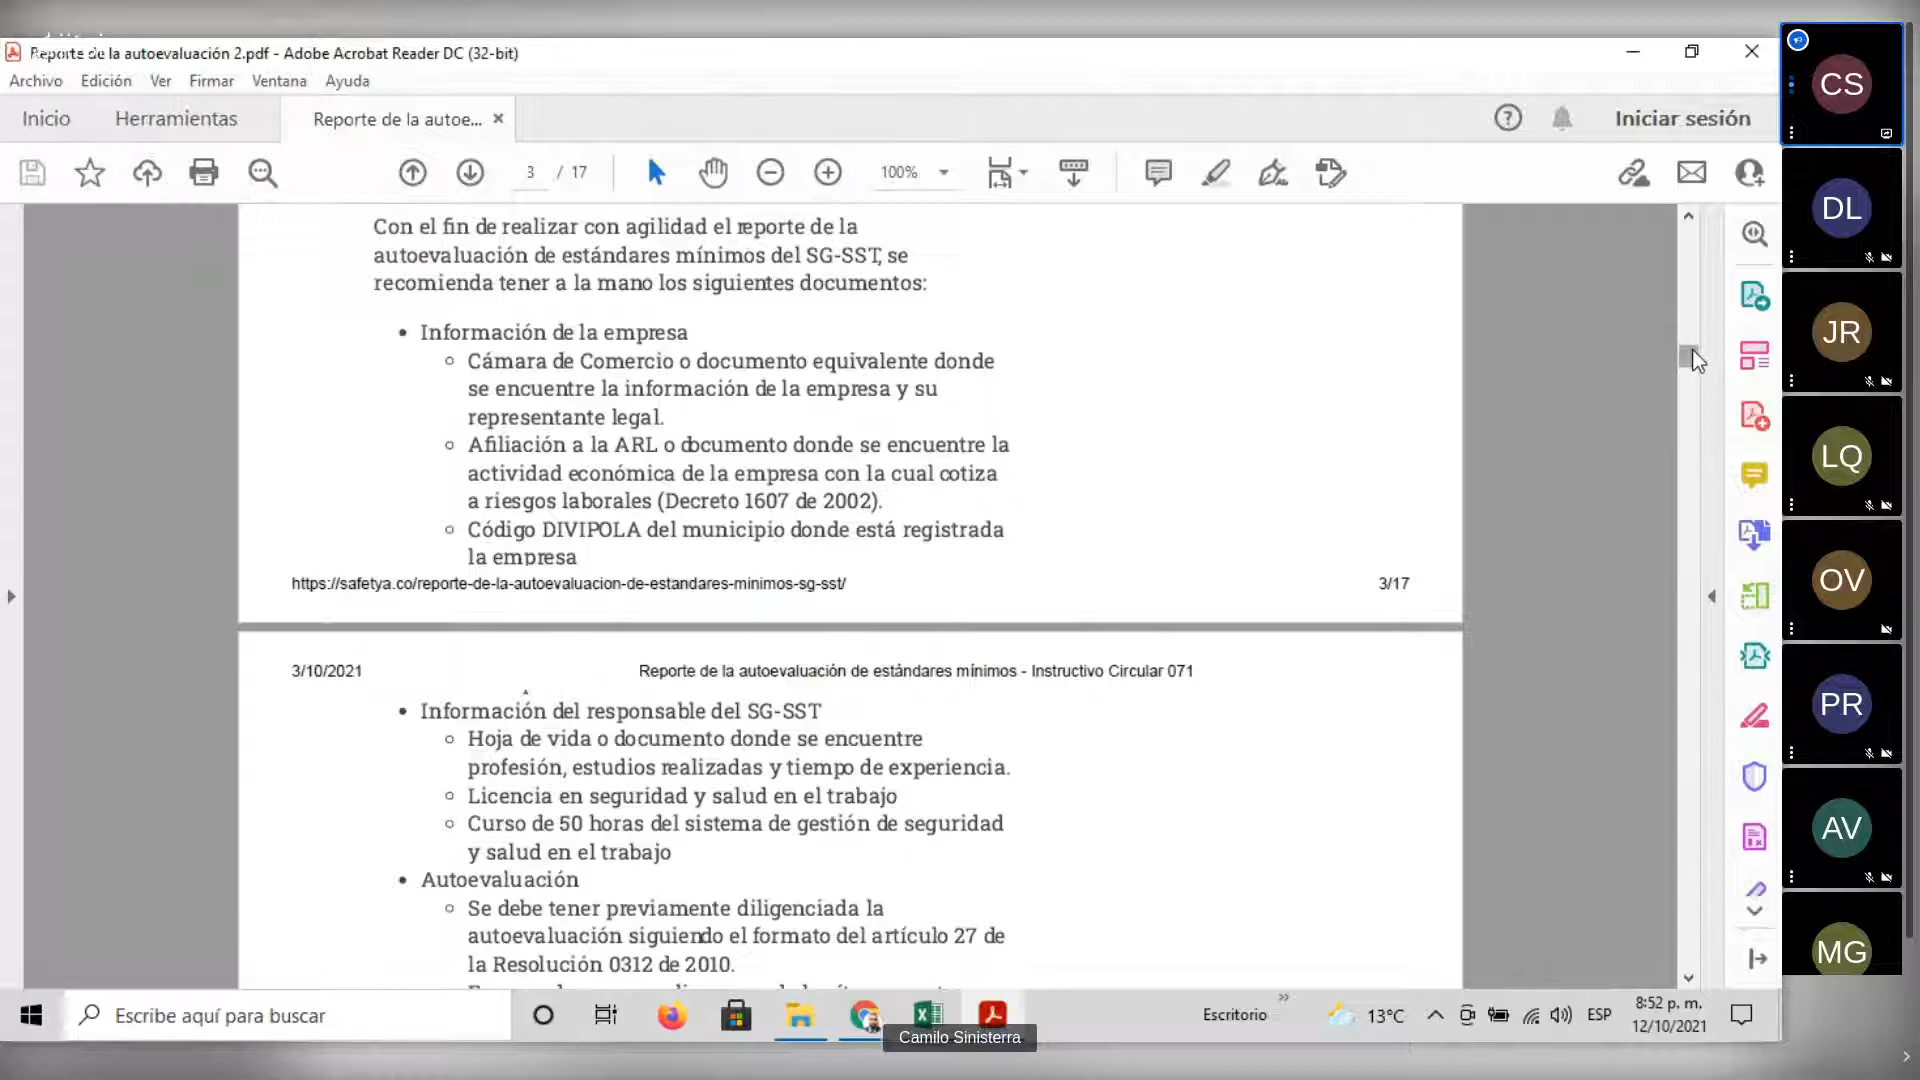 Reporte de la autoevaluación 2.pdf - Adobe Acrobat Reader DC (32-bit)
Archivo Edición Ver Firmar Ventana Ayuda
Inicio Herramientas Reporte de la autoe... Iniciar sesión
3 / 17 100%
Con el fin de realizar con agilidad el reporte de la
autoevaluación de estándares mínimos del SG-SST, se
recomienda tener a la mano los siguientes documentos:
• Información de la empresa
◦ Cámara de Comercio o documento equivalente donde
se encuentre la información de la empresa y su
representante legal.
◦ Afiliación a la ARL o documento donde se encuentre la
actividad económica de la empresa con la cual cotiza
a riesgos laborales (Decreto 1607 de 2002).
◦ Código DIVIPOLA del municipio donde está registrada
la empresa
https://safetya.co/reporte-de-la-autoevaluacion-de-estandares-minimos-sg-sst/ 3/17
3/10/2021 Reporte de la autoevaluación de estándares mínimos - Instructivo Circular 071
• Información del responsable del SG-SST
◦ Hoja de vida o documento donde se encuentre
profesión, estudios realizadas y tiempo de experiencia.
◦ Licencia en seguridad y salud en el trabajo
◦ Curso de 50 horas del sistema de gestión de seguridad
y salud en el trabajo
• Autoevaluación
◦ Se debe tener previamente diligenciada la
autoevaluación siguiendo el formato del artículo 27 de
la Resolución 0312 de 2010.
Escribe aquí para buscar
Escritorio
13°C
ESP
8:52 p. m.
12/10/2021
Camilo Sinisterra
CS
DL
JR
LQ
OV
PR
AV
MG